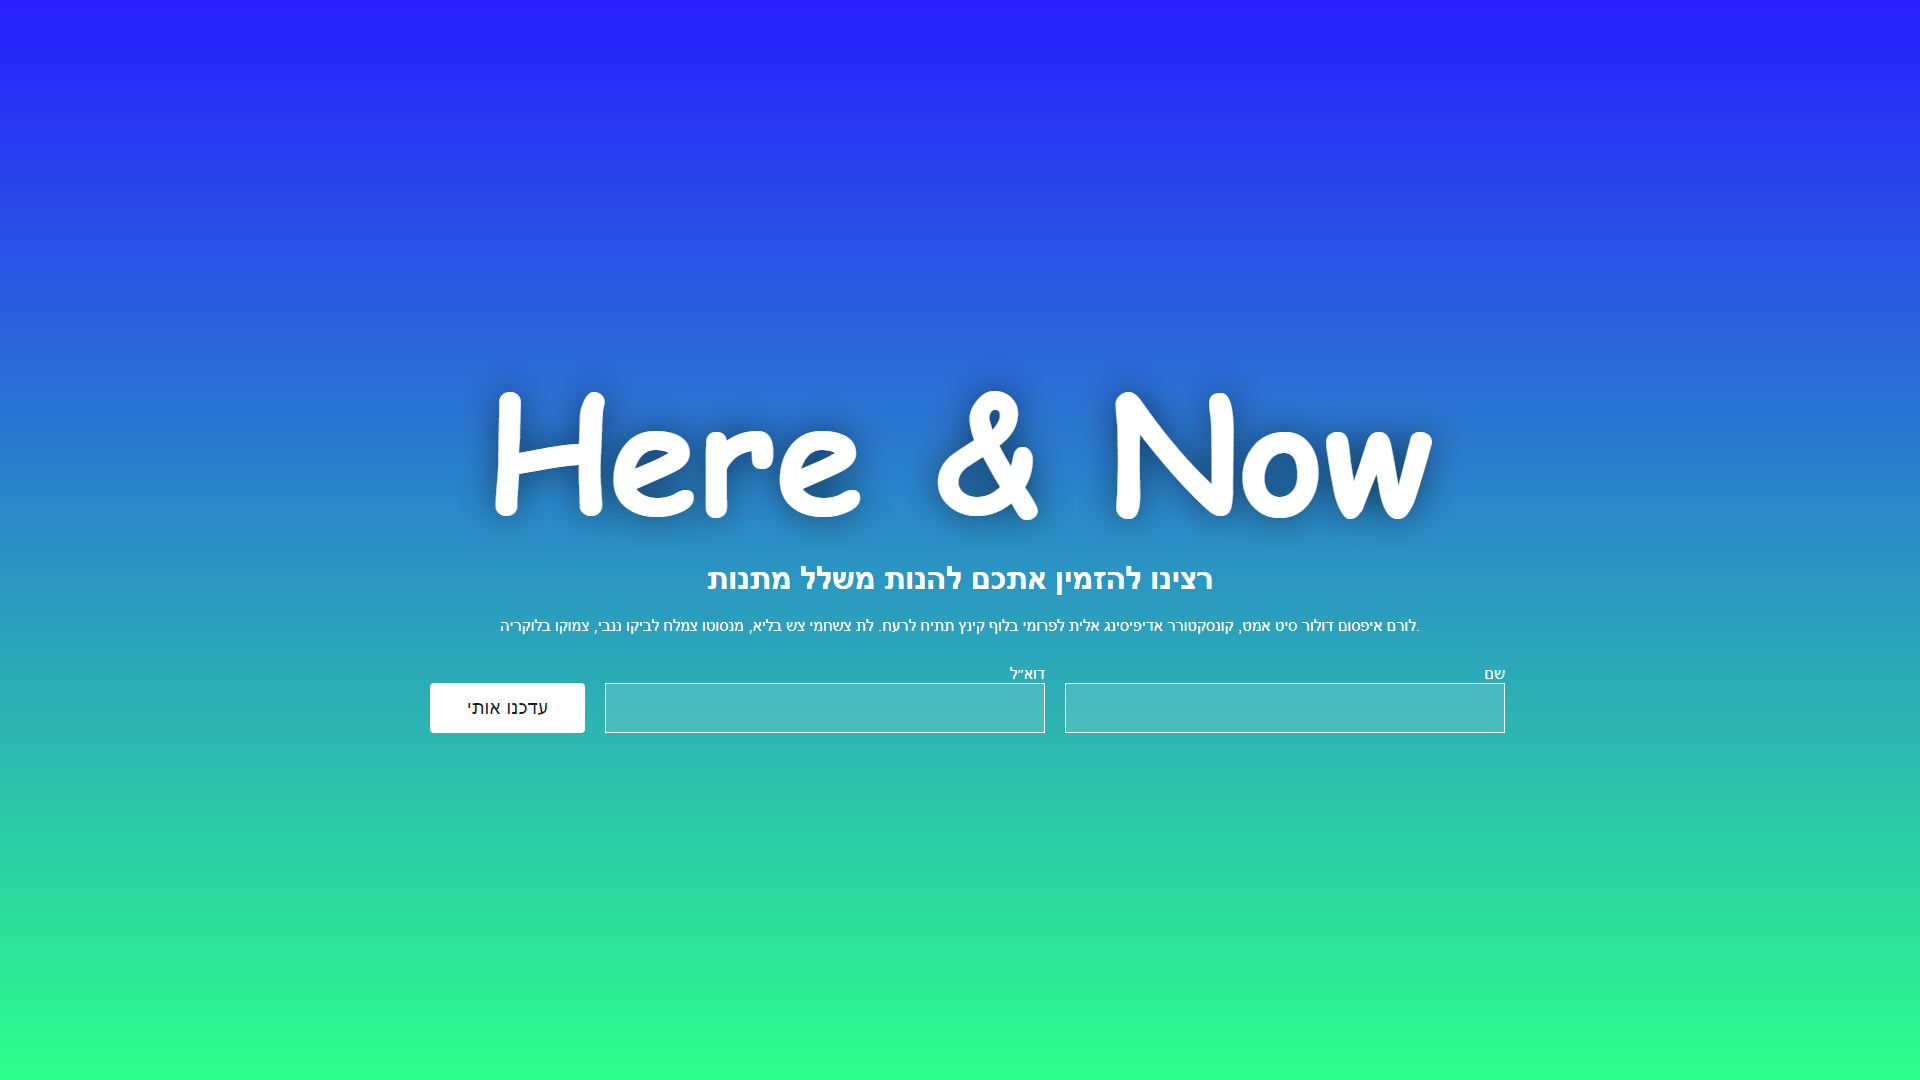 Here & Now
רצינו להזמין אתכם להנות משלל מתנות
לורם איפסום דולור סיט אמט, קונסקטורר אדיפיסינג אלית לפרומי בלוף קינץ תתיח לרעח. לת צשחמי צש בליא, מנסוטו צמלח לביקו ננבי, צמוקו בלוקריה.
שם
דוא״ל
עדכנו אותי